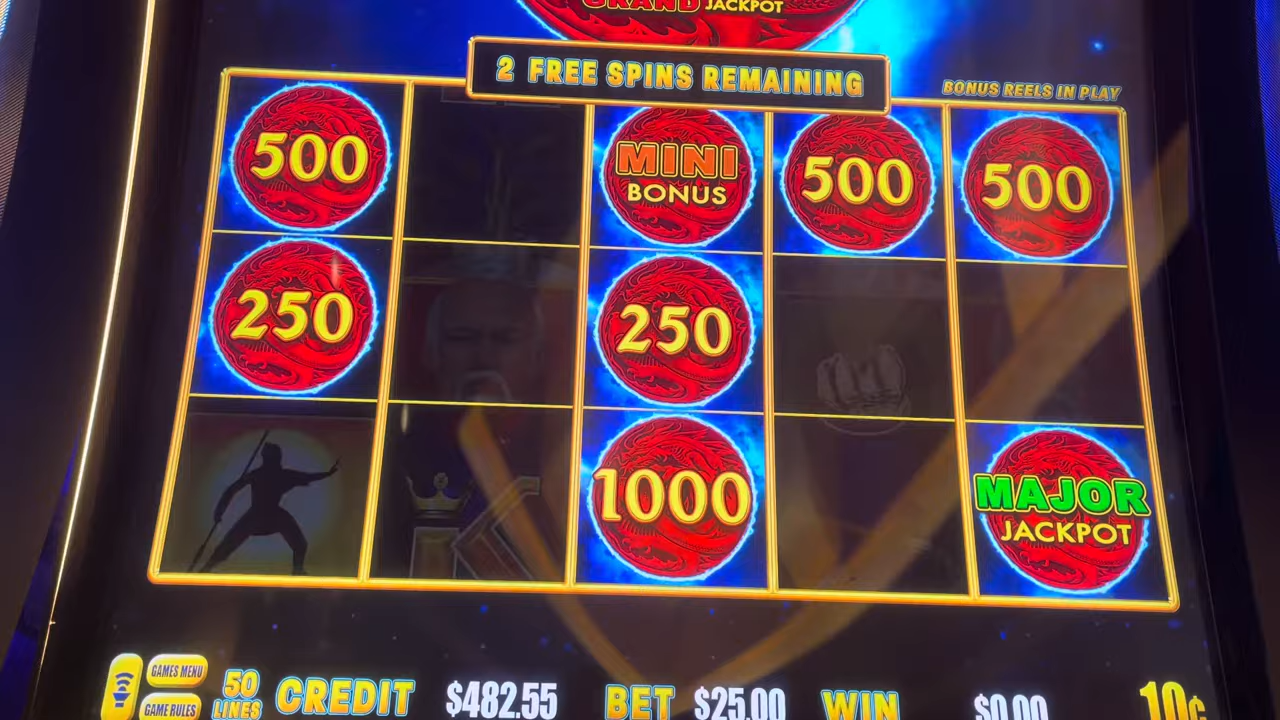 GRAND JACKPOT
2 FREE SPINS REMAINING
BONUS REELS IN PLAY
500
MINI
BONUS
500
500
250
250
1000
MAJOR
JACKPOT
K
GAMES MENU
GAME RULES
50
LINES
CREDIT $482.55 BET $25.00 WIN $0.00 10¢